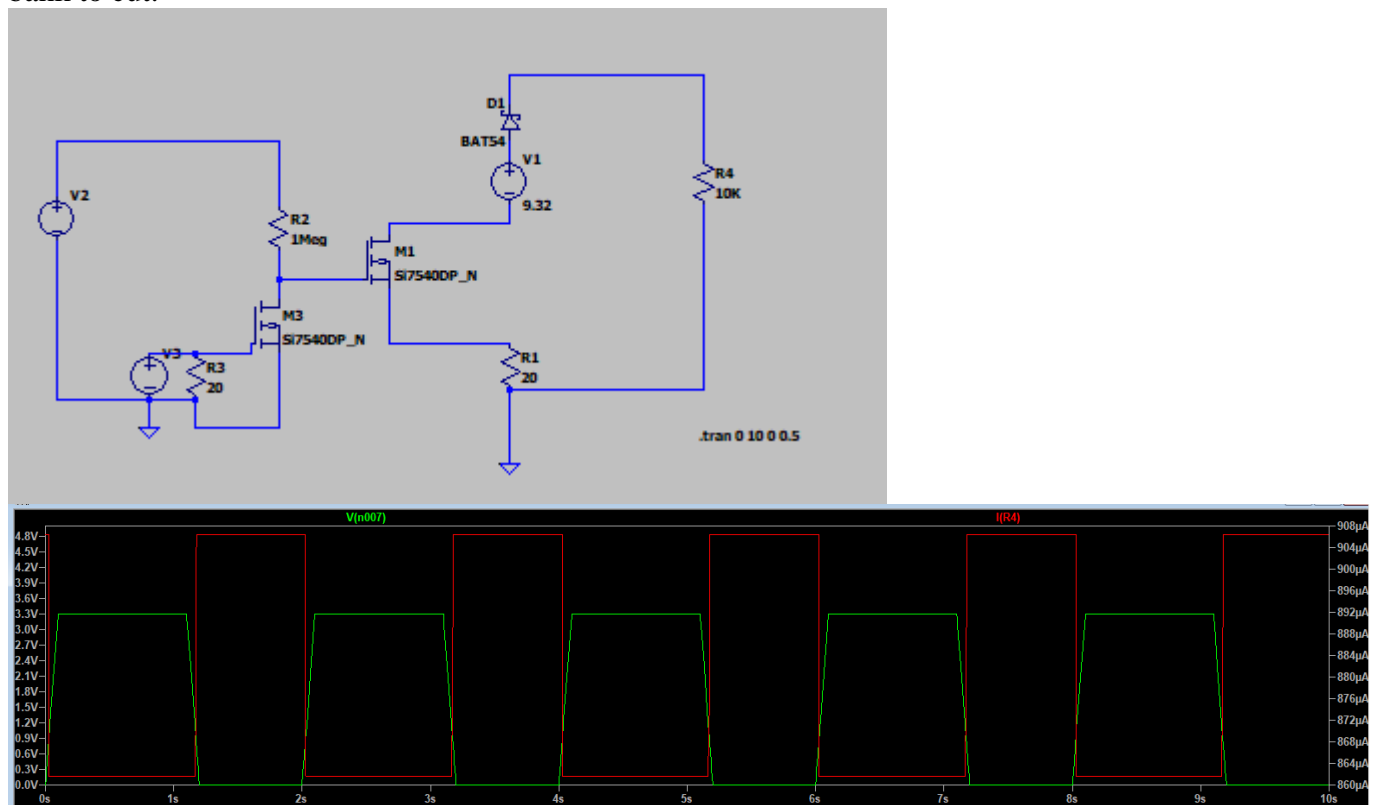 D1
BAT54
V1
9.32
R4
10K
V2
R2
1Meg
M1
Si7540DP_N
M3
Si7540DP_N
V3
R3
20
R1
20
.tran 0 10 0 0.5
V(n007)
I(R4)
4.8V
4.5V
4.2V
3.9V
3.6V
3.3V
3.0V
2.7V
2.4V
2.1V
1.8V
1.5V
1.2V
0.9V
0.6V
0.3V
0.0V
908µA
904µA
900µA
896µA
892µA
888µA
884µA
880µA
876µA
872µA
868µA
864µA
860µA
0s
1s
2s
3s
4s
5s
6s
7s
8s
9s
10s